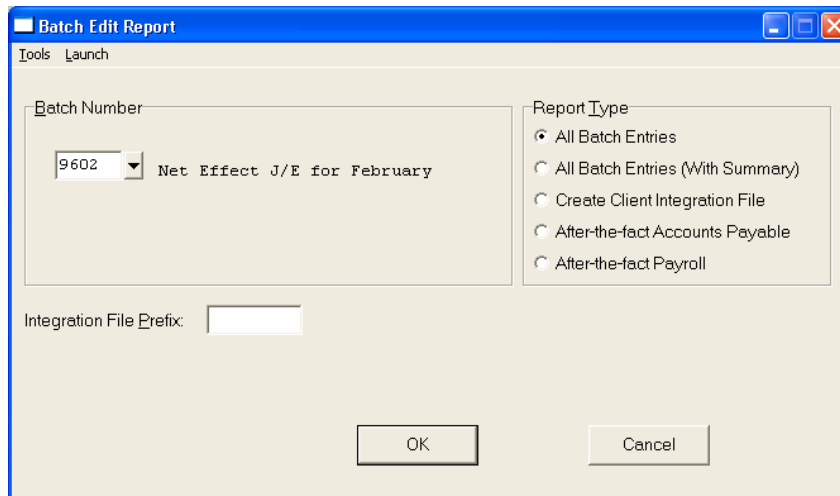 Batch Edit Report
Tools Launch
Batch Number
9602 Net Effect J/E for February
Report Type
All Batch Entries
All Batch Entries (With Summary)
Create Client Integration File
After-the-fact Accounts Payable
After-the-fact Payroll
Integration File Prefix:
OK Cancel